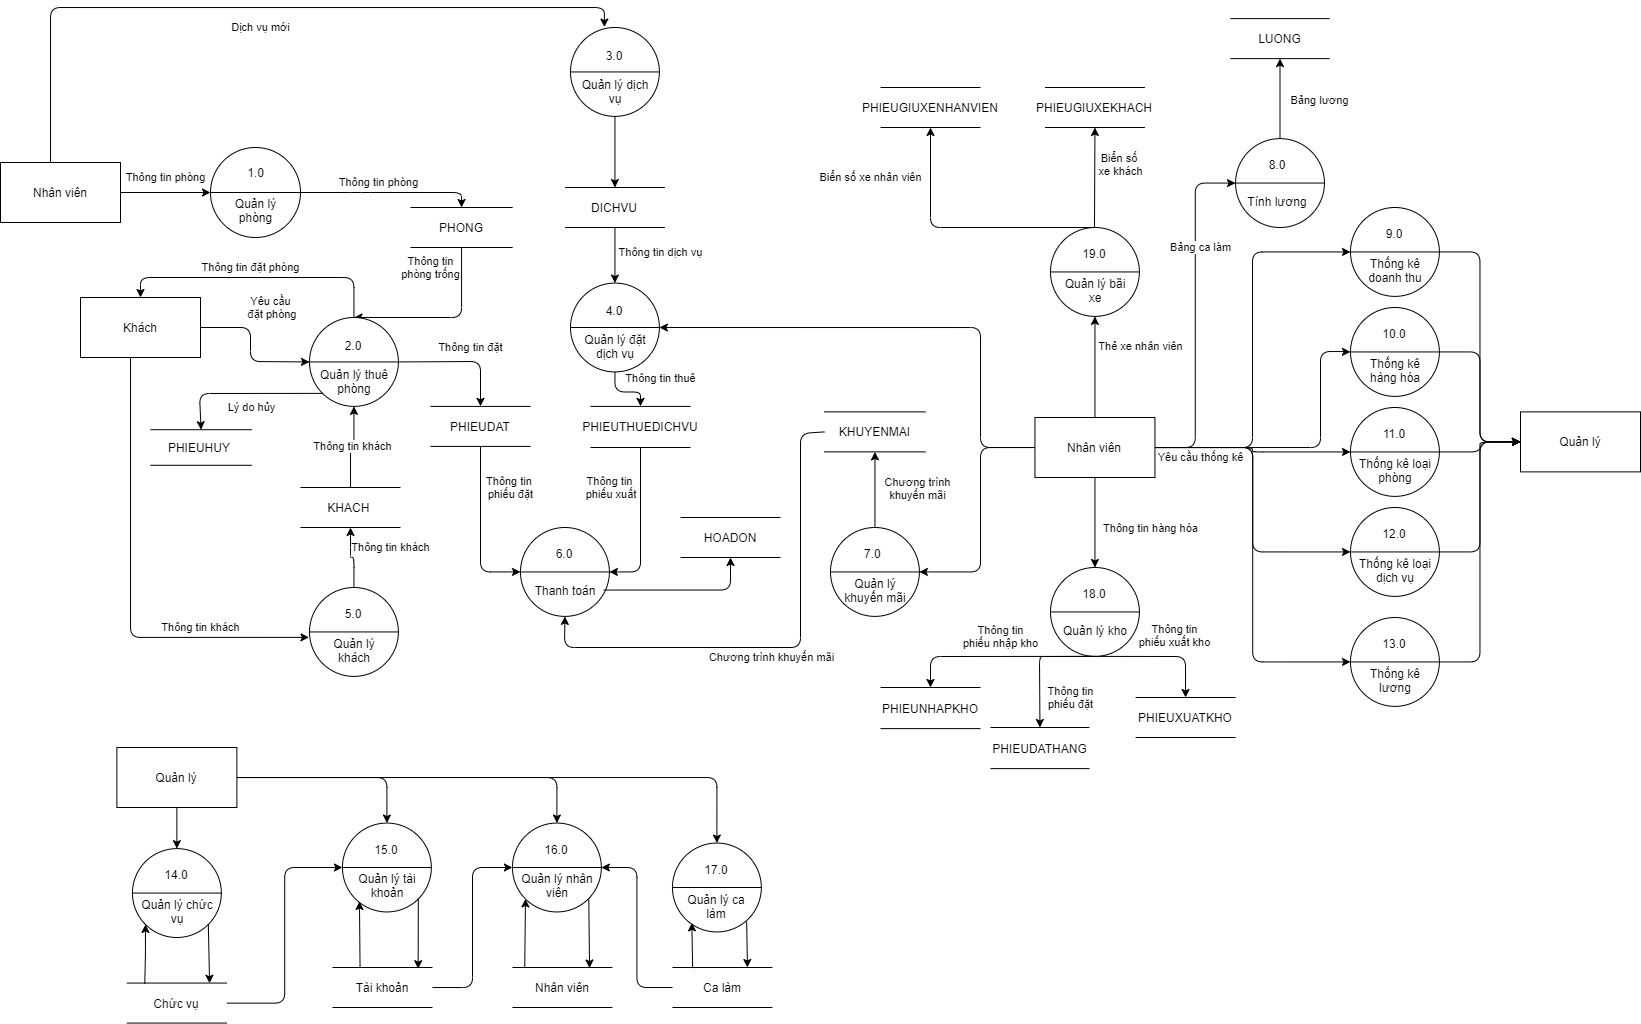 Dịch vụ mới
3.0
Quản lý dịch
vụ
LUONG
Bảng lương
PHIEUGIUXENHANVIEN
PHIEUGIUXEKHACH
Biển số xe nhân viên
Biển số
xe khách
8.0
Tính lương
Nhân viên
Thông tin phòng
1.0
Quản lý
phòng
Thông tin phòng
PHONG
DICHVU
Thông tin
phòng trống
Thông tin dịch vụ
19.0
Quản lý bãi
xe
Bảng ca làm
9.0
Thống kê
doanh thu
Thông tin đặt phòng
Khách
Yêu cầu
đặt phòng
2.0
Quản lý thuê
phòng
Thông tin đặt
4.0
Quản lý đặt
dịch vụ
Thẻ xe nhân viên
10.0
Thống kê
hàng hóa
Thông tin thuê
Lý do hủy
PHIEUHUY
Thông tin khách
PHIEUDAT
PHIEUTHUEDICHVU
KHUYENMAI
Nhân viên
Yêu cầu thống kê
11.0
Thống kê loại
phòng
Quản lý
Thông tin
phiếu đặt
Thông tin
phiếu xuất
Chương trình
khuyến mãi
KHACH
Thông tin khách
HOADON
Thông tin hàng hóa
12.0
Thống kê loại
dịch vụ
6.0
Thanh toán
7.0
Quản lý
khuyến mãi
18.0
Quản lý kho
5.0
Quản lý
khách
Thông tin khách
Chương trình khuyến mãi
Thông tin
phiếu nhập kho
Thông tin
phiếu xuất kho
13.0
Thống kê
lương
PHIEUNHAPKHO
Thông tin
phiếu đặt
PHIEUXUATKHO
PHIEUDATHANG
Quản lý
14.0
Quản lý chức
vụ
15.0
Quản lý tài
khoản
16.0
Quản lý nhân
viên
17.0
Quản lý ca
làm
Chức vụ
Tài khoản
Nhân viên
Ca làm